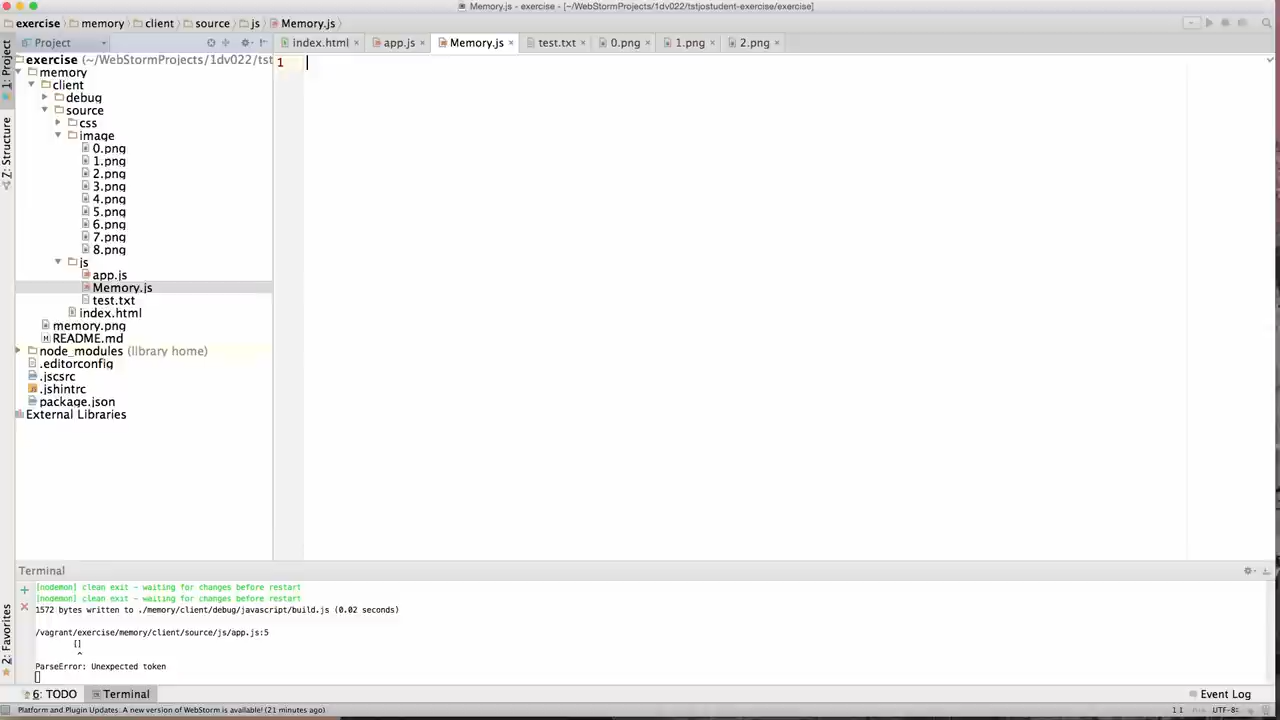 Memory.js - exercise - [~/WebStormProjects/1dv022/tstjostudent-exercise/exercise]
exercise memory client source js Memory.js
Project index.html app.js Memory.js test.txt 0.png 1.png 2.png
1: Project
exercise (~/WebStormProjects/1dv022/tst
1
memory
client
debug
source
css
image
0.png
1.png
2.png
3.png
4.png
5.png
6.png
7.png
8.png
js
app.js
Memory.js
test.txt
index.html
memory.png
README.md
node_modules (library home)
.editorconfig
.jscsrc
.jshintrc
package.json
External Libraries
Z: Structure
2: Favorites
Terminal
[nodemon] clean exit - waiting for changes before restart
[nodemon] clean exit - waiting for changes before restart
1572 bytes written to ./memory/client/debug/javascript/build.js (0.02 seconds)
/vagrant/exercise/memory/client/source/js/app.js:5
[]
^
ParseError: Unexpected token
6: TODO Terminal Event Log
Platform and Plugin Updates: A new version of WebStorm is available! (21 minutes ago) 1:1 UTF-8